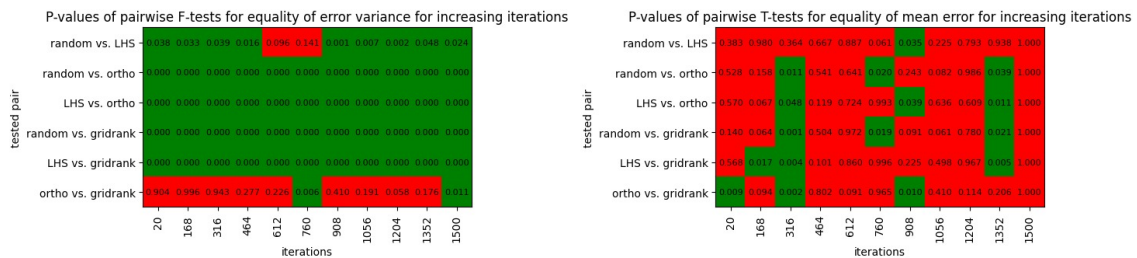 P-values of pairwise F-tests for equality of error variance for increasing iterations
random vs. LHS 0.038 0.033 0.039 0.016 0.096 0.141 0.001 0.007 0.002 0.048 0.024
random vs. ortho 0.000 0.000 0.000 0.000 0.000 0.000 0.000 0.000 0.000 0.000 0.000
LHS vs. ortho 0.000 0.000 0.000 0.000 0.000 0.000 0.000 0.000 0.000 0.000 0.000
random vs. gridrank 0.000 0.000 0.000 0.000 0.000 0.000 0.000 0.000 0.000 0.000 0.000
LHS vs. gridrank 0.000 0.000 0.000 0.000 0.000 0.000 0.000 0.000 0.000 0.000 0.000
ortho vs. gridrank 0.904 0.996 0.943 0.277 0.226 0.006 0.410 0.191 0.058 0.176 0.011
tested pair
20 168 316 464 612 760 908 1056 1204 1352 1500
iterations
P-values of pairwise T-tests for equality of mean error for increasing iterations
random vs. LHS 0.383 0.980 0.364 0.667 0.887 0.061 0.035 0.225 0.793 0.938 1.000
random vs. ortho 0.528 0.158 0.011 0.541 0.641 0.020 0.243 0.082 0.986 0.039 1.000
LHS vs. ortho 0.570 0.067 0.048 0.119 0.724 0.993 0.039 0.636 0.609 0.011 1.000
random vs. gridrank 0.140 0.064 0.001 0.504 0.972 0.019 0.091 0.061 0.780 0.021 1.000
LHS vs. gridrank 0.568 0.017 0.004 0.101 0.860 0.996 0.225 0.498 0.967 0.005 1.000
ortho vs. gridrank 0.009 0.094 0.002 0.802 0.091 0.965 0.010 0.410 0.114 0.206 1.000
tested pair
20 168 316 464 612 760 908 1056 1204 1352 1500
iterations